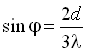 sin φ = 2d / 3λ